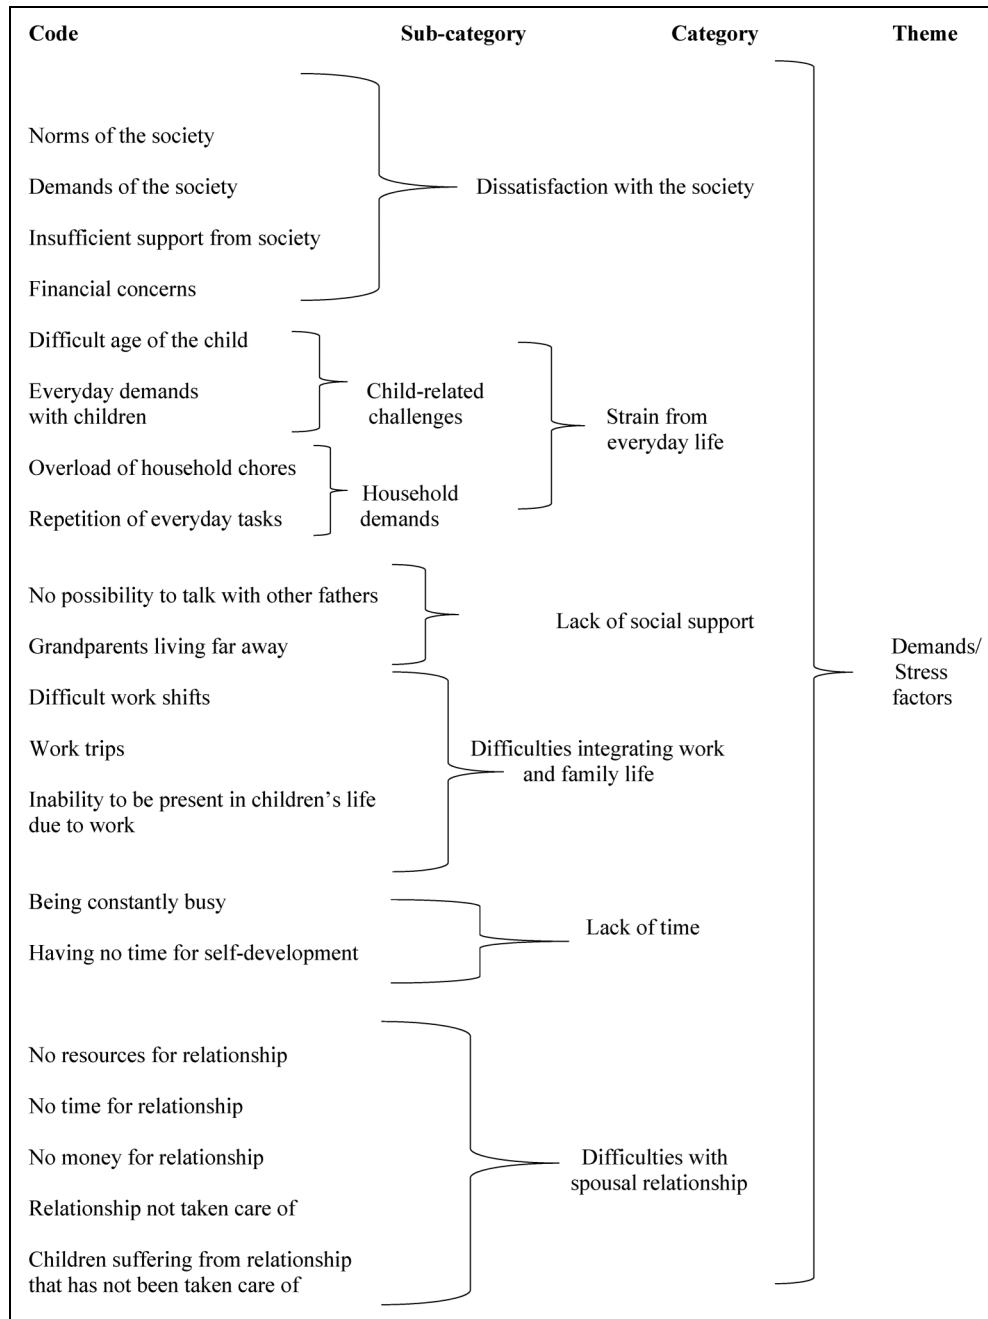 Code Sub-category Category Theme
Norms of the society
Demands of the society
Dissatisfaction with the society
Insufficient support from society
Financial concerns
Difficult age of the child
Everyday demands
with children
Child-related
challenges
Strain from
everyday life
Overload of household chores
Repetition of everyday tasks
Household
demands
No possibility to talk with other fathers
Grandparents living far away
Lack of social support
Demands/
Stress
factors
Difficult work shifts
Work trips
Inability to be present in children’s life
due to work
Difficulties integrating work
and family life
Being constantly busy
Having no time for self-development
Lack of time
No resources for relationship
No time for relationship
No money for relationship
Relationship not taken care of
Children suffering from relationship
that has not been taken care of
Difficulties with
spousal relationship